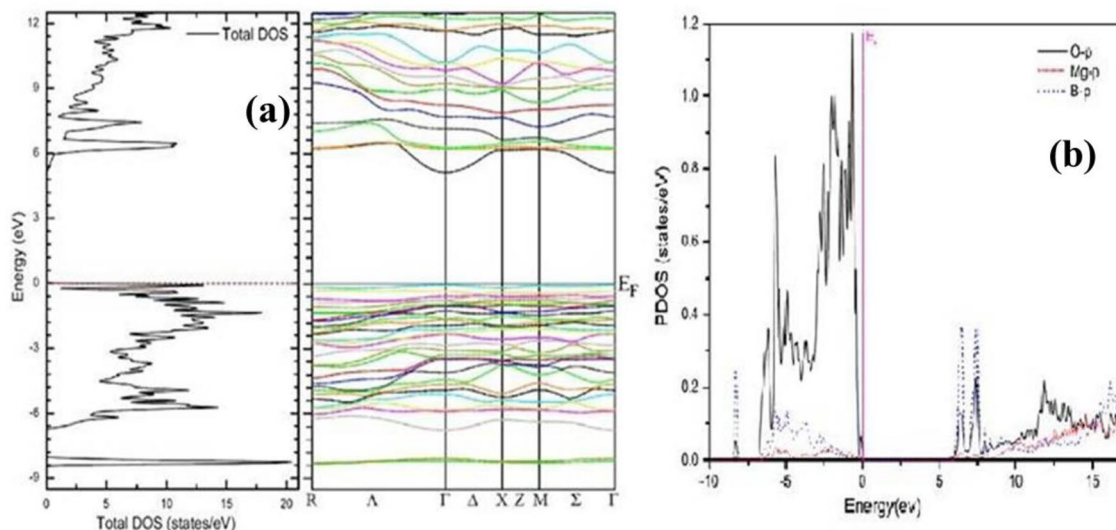 12
9
6
3
0
-3
-6
-9
Energy (eV)
Total DOS
(a)
0 5 10 15 20
Total DOS (states/eV)
E_F
R Λ Γ Δ X Z M Σ Γ
(b)
O-p
Mg-p
B-p
1.2
1.0
0.8
0.6
0.4
0.2
0.0
PDOS (states/eV)
-10 -5 0 5 10 15
Energy(ev)